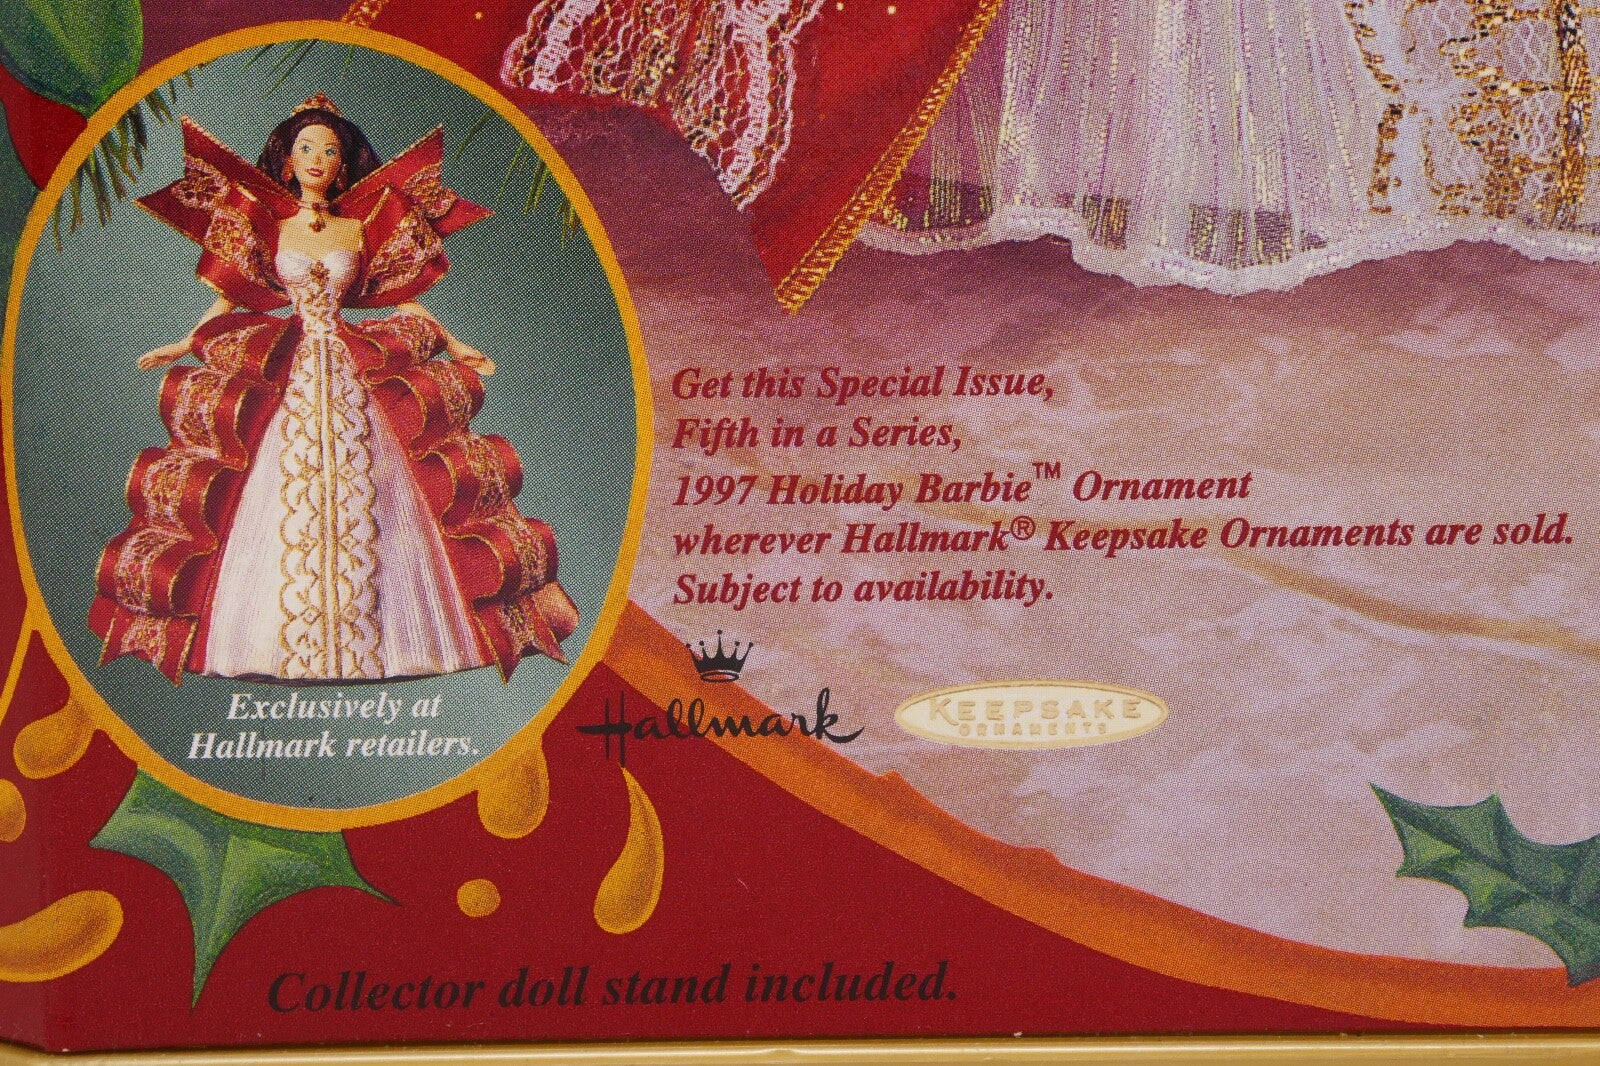 Get this Special Issue,
Fifth in a Series,
1997 Holiday Barbie™ Ornament
wherever Hallmark® Keepsake Ornaments are sold.
Subject to availability.
Exclusively at
Hallmark retailers.
Hallmark
KEEPSAKE
ORNAMENTS
Collector doll stand included.